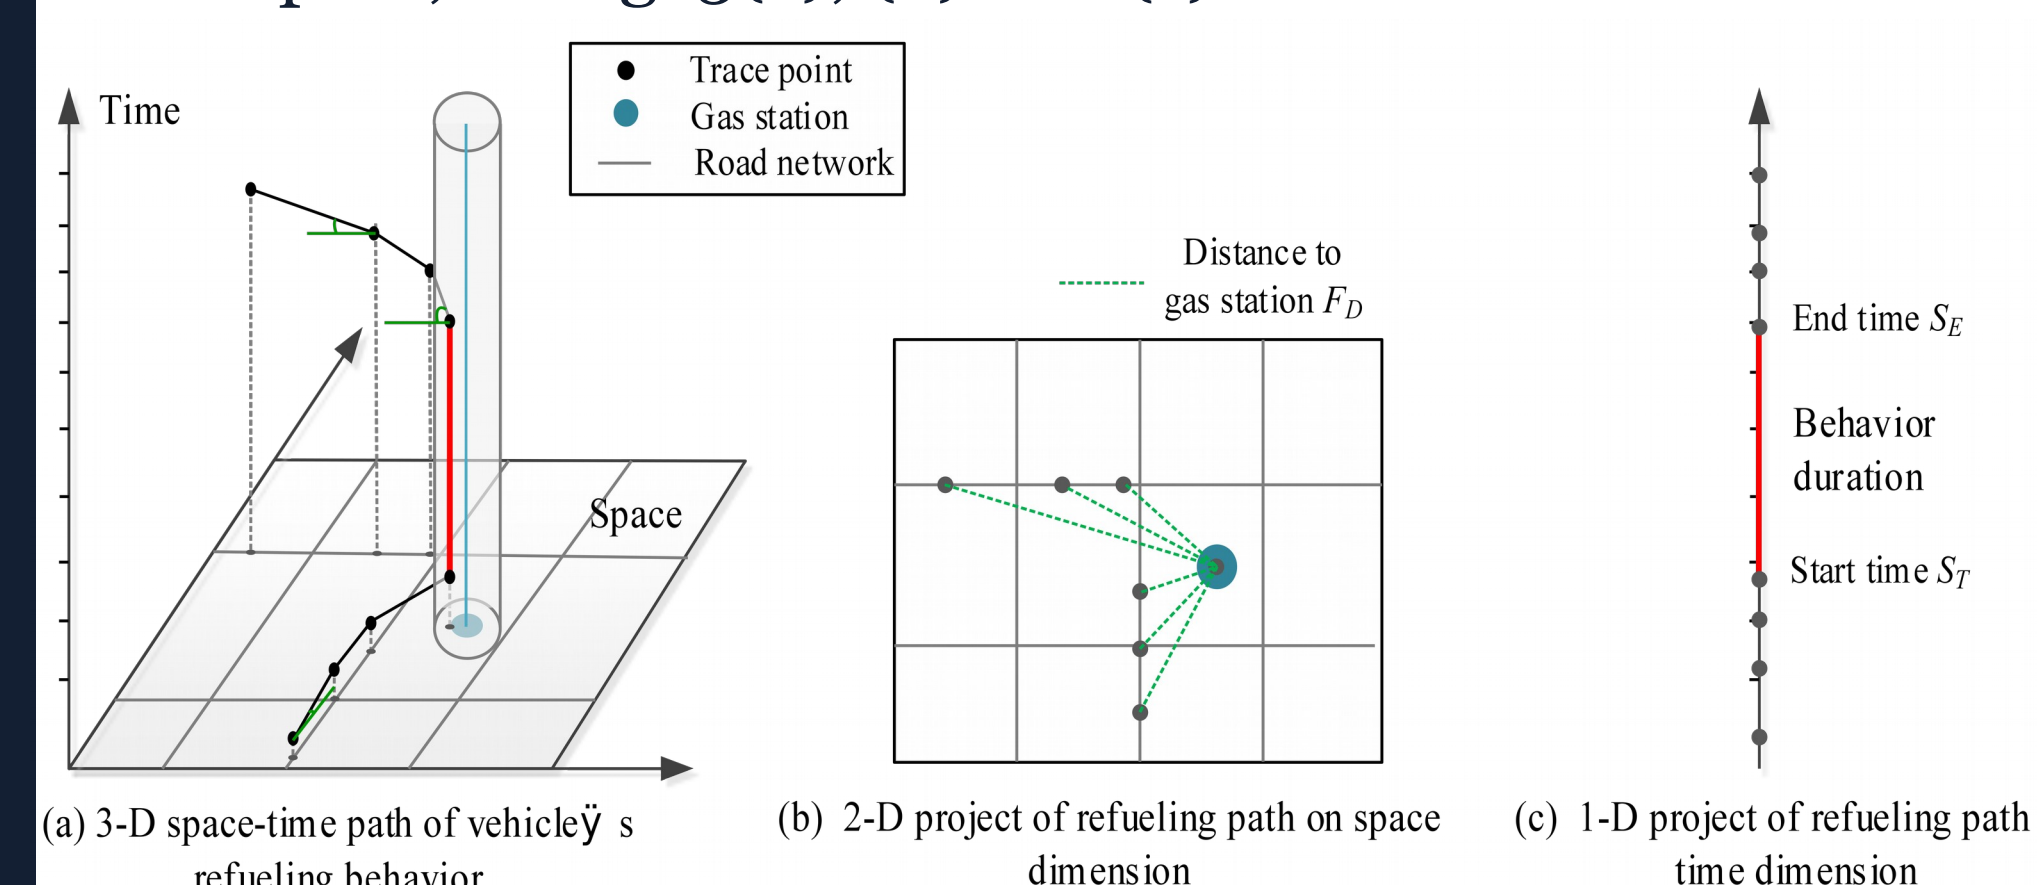 Time
Trace point
Gas station
Road network
Space
(a) 3-D space-time path of vehicleÿ s
refueling behavior
Distance to
gas station F_D
(b) 2-D project of refueling path on space
dimension
End time S_E
Behavior
duration
Start time S_T
(c) 1-D project of refueling path
time dimension